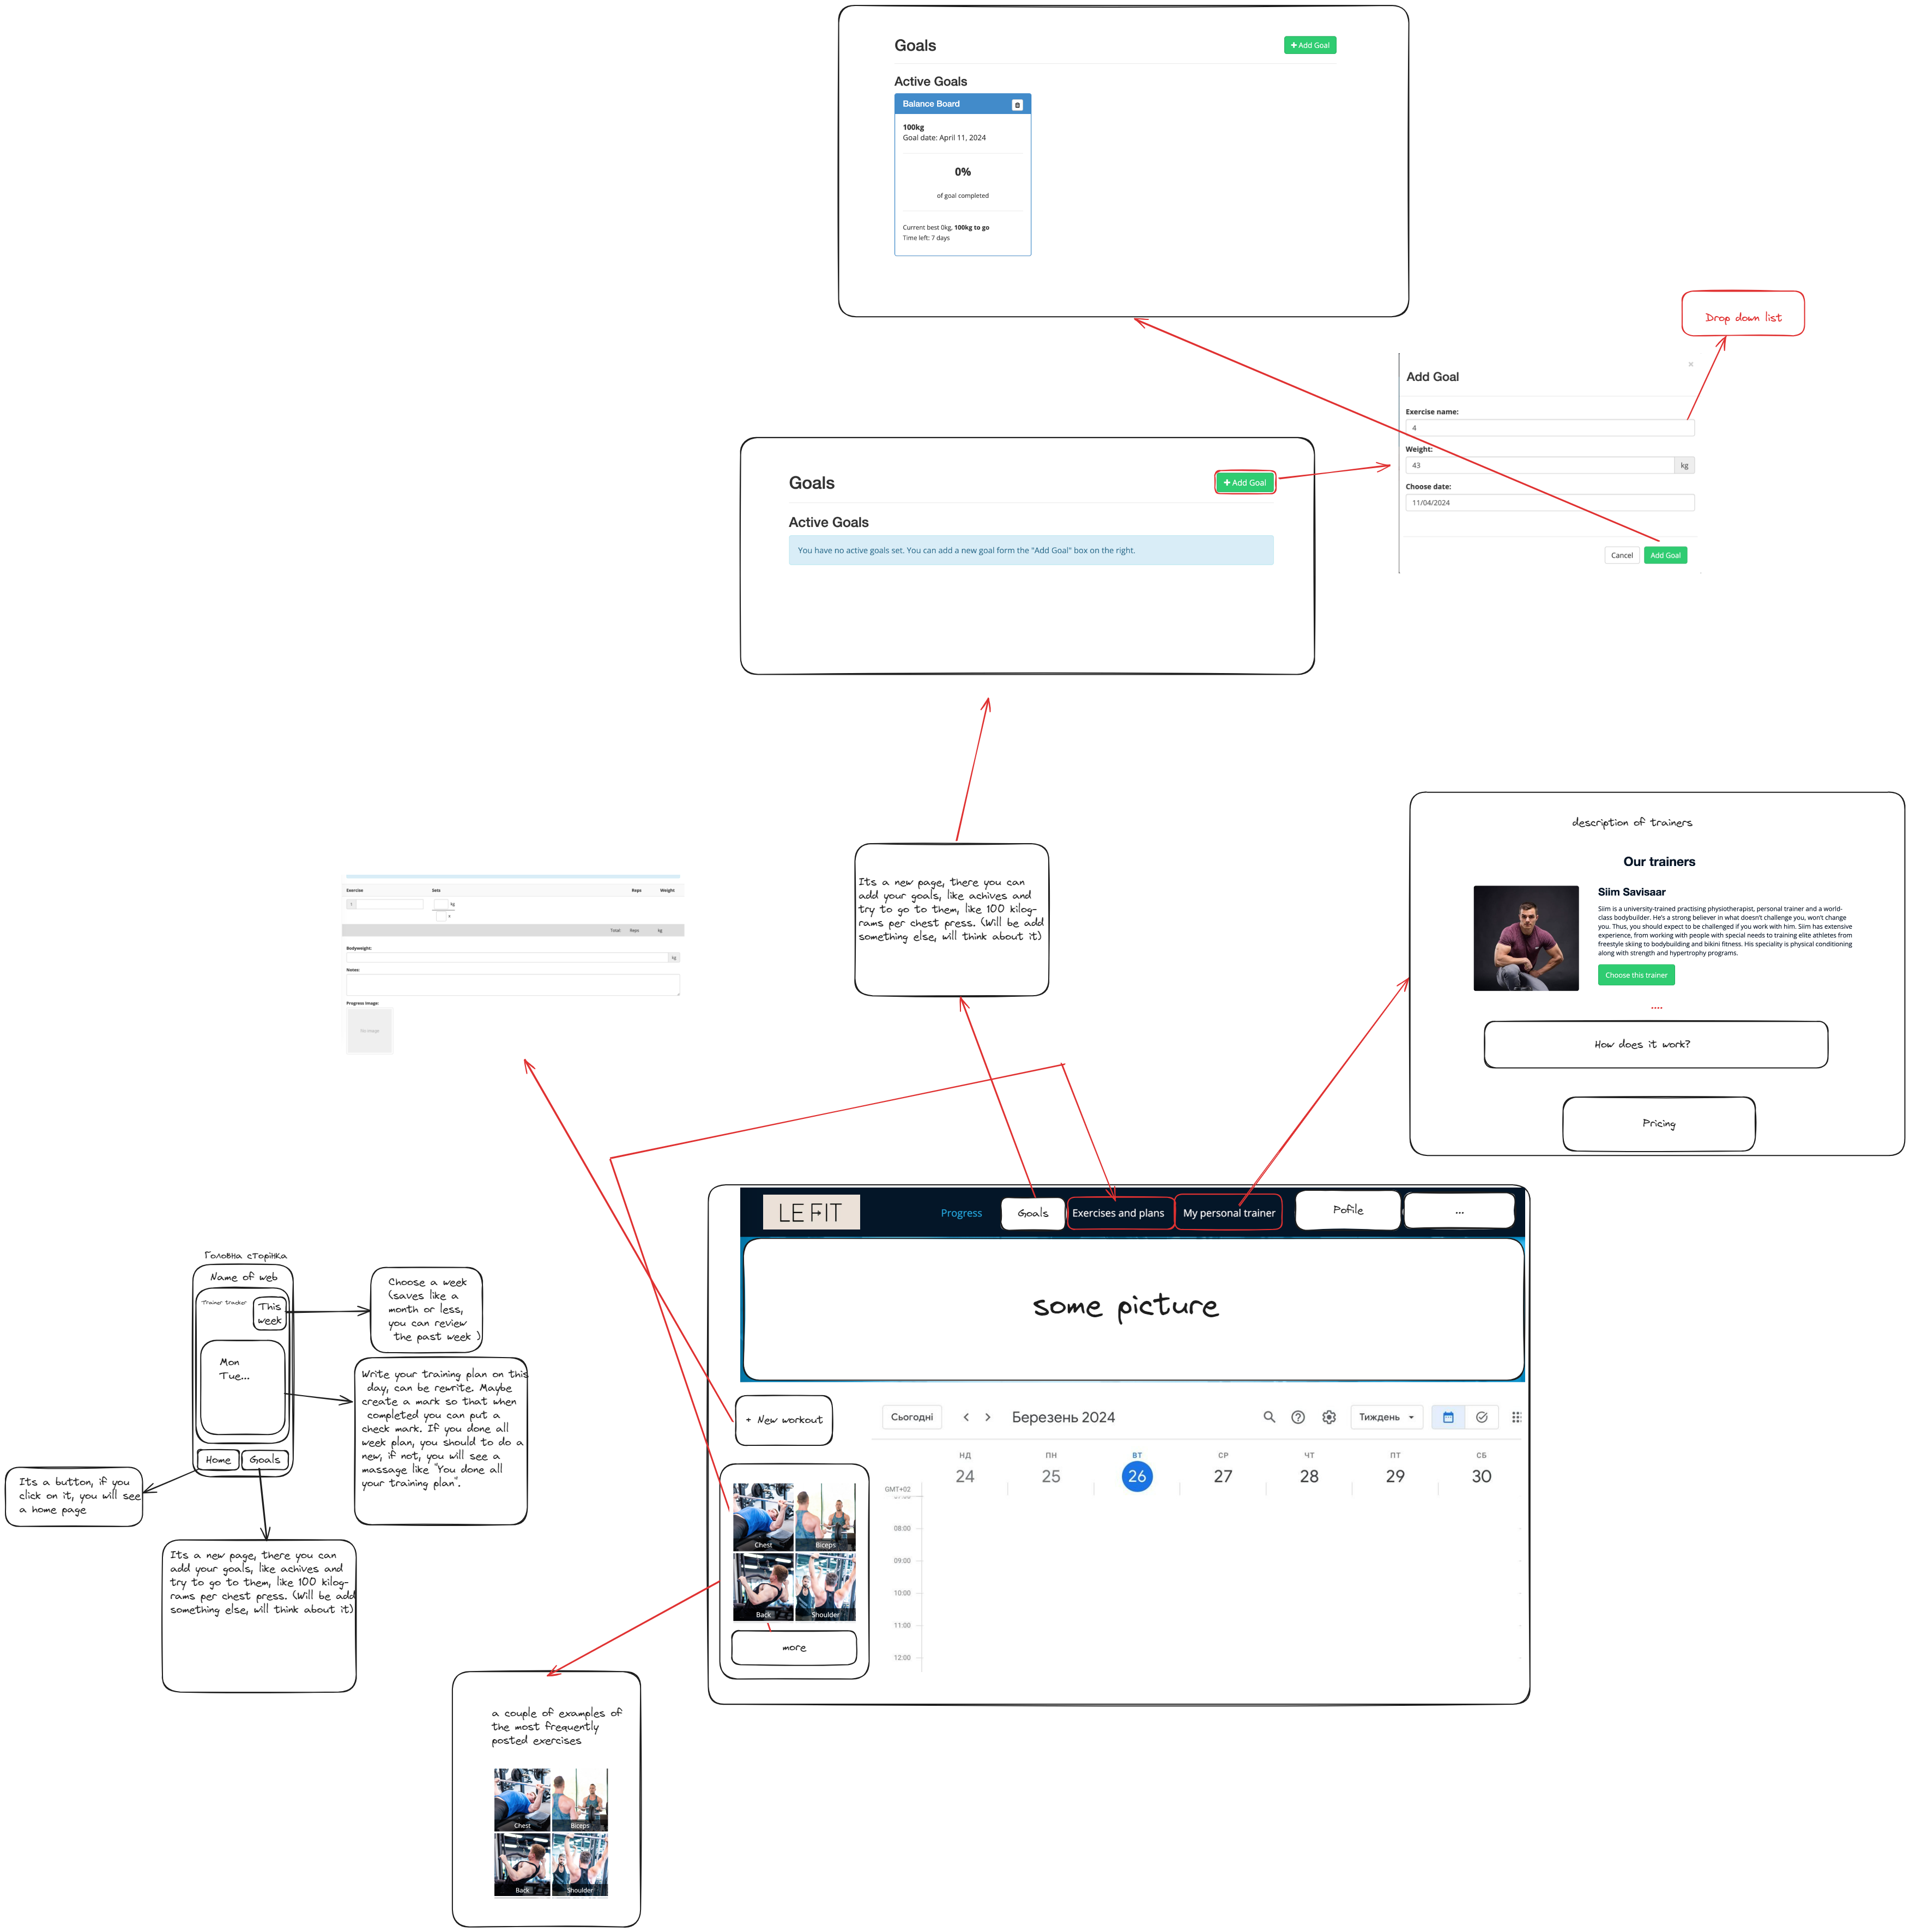 Goals
+ Add Goal
Active Goals
Balance Board
100kg
Goal date: April 11, 2024
0%
of goal completed
Current best 0kg, 100kg to go
Time left: 7 days
Drop down list
×
Add Goal
Exercise name:
4
Weight:
43
kg
Choose date:
11/04/2024
Cancel
Add Goal
Goals
+ Add Goal
Active Goals
You have no active goals set. You can add a new goal form the "Add Goal" box on the right.
Its a new page, there you can
add your goals, like achives and
try to go to them, like 100 kilog-
rams per chest press. (Will be add
something else, will think about it)
description of trainers
Our trainers
Siim Savisaar
Siim is a university-trained practising physiotherapist, personal trainer and a world-
class bodybuilder. He's a strong believer in what doesn't challenge you, won't change
you. Thus, you should expect to be challenged if you work with him. Siim has extensive
experience, from working with people with special needs to training elite athletes from
freestyle skiing to bodybuilding and bikini fitness. His speciality is physical conditioning
along with strength and hypertrophy programs.
Choose this trainer
....
How does it work?
Pricing
Exercise
Sets
Reps
Weight
kg
x
Total
Reps
kg
Bodyweight:
kg
Notes:
Progress image:
No image
LE FIT
Progress
Goals
Exercises and plans
My personal trainer
Pofile
...
some picture
+ New workout
Сьогодні
Березень 2024
Тиждень
НД
ПН
ВТ
СР
ЧТ
ПТ
СБ
24
25
26
27
28
29
30
GMT+02
08:00
09:00
10:00
11:00
12:00
Chest
Biceps
Back
Shoulder
more
Головна сторінка
Name of web
Trainer tracker
This
week
Mon
Tue...
Home
Goals
Choose a week
(saves like a
month or less,
you can review
the past week )
Write your training plan on this
day, can be rewrite. Maybe
create a mark so that when
completed you can put a
check mark. If you done all
week plan, you should to do a
new, if not, you will see a
massage like "You done all
your training plan".
Its a button, if you
click on it, you will see
a home page
Its a new page, there you can
add your goals, like achives and
try to go to them, like 100 kilog-
rams per chest press. (Will be add
something else, will think about it)
a couple of examples of
the most frequently
posted exercises
Chest
Biceps
Back
Shoulder